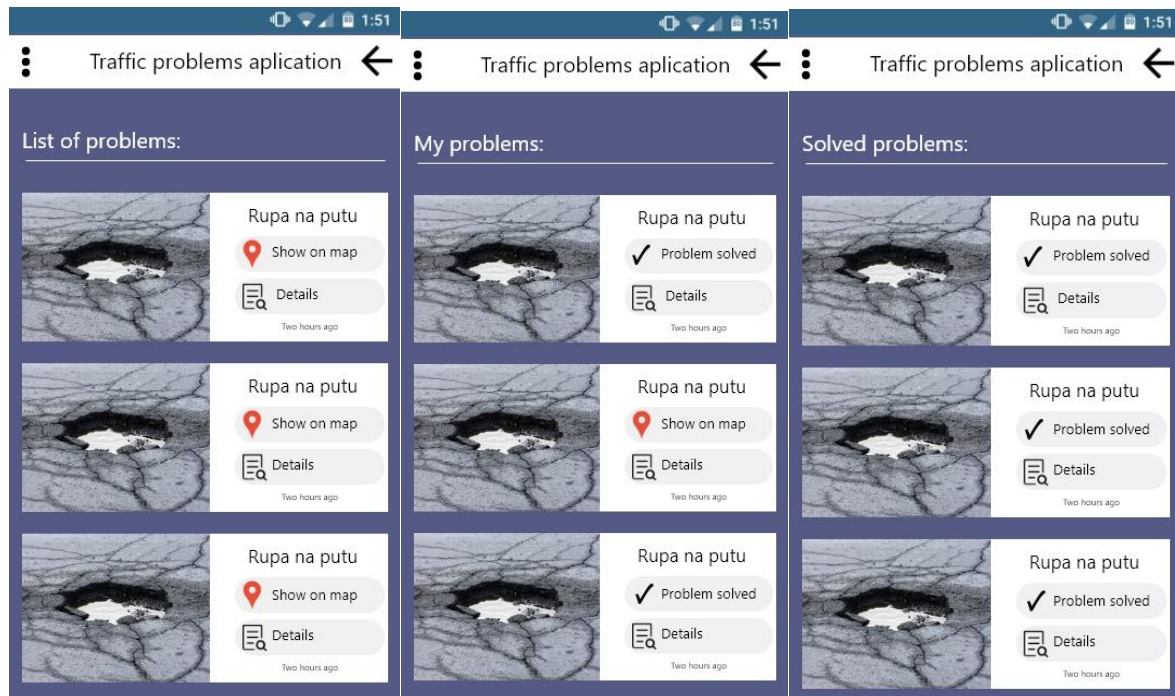 1:51
Traffic problems aplication
List of problems:
Rupa na putu
Show on map
Details
Two hours ago
Rupa na putu
Show on map
Details
Two hours ago
Rupa na putu
Show on map
Details
Two hours ago
1:51
Traffic problems aplication
My problems:
Rupa na putu
Problem solved
Details
Two hours ago
Rupa na putu
Show on map
Details
Two hours ago
Rupa na putu
Problem solved
Details
Two hours ago
1:51
Traffic problems aplication
Solved problems:
Rupa na putu
Problem solved
Details
Two hours ago
Rupa na putu
Problem solved
Details
Two hours ago
Rupa na putu
Problem solved
Details
Two hours ago